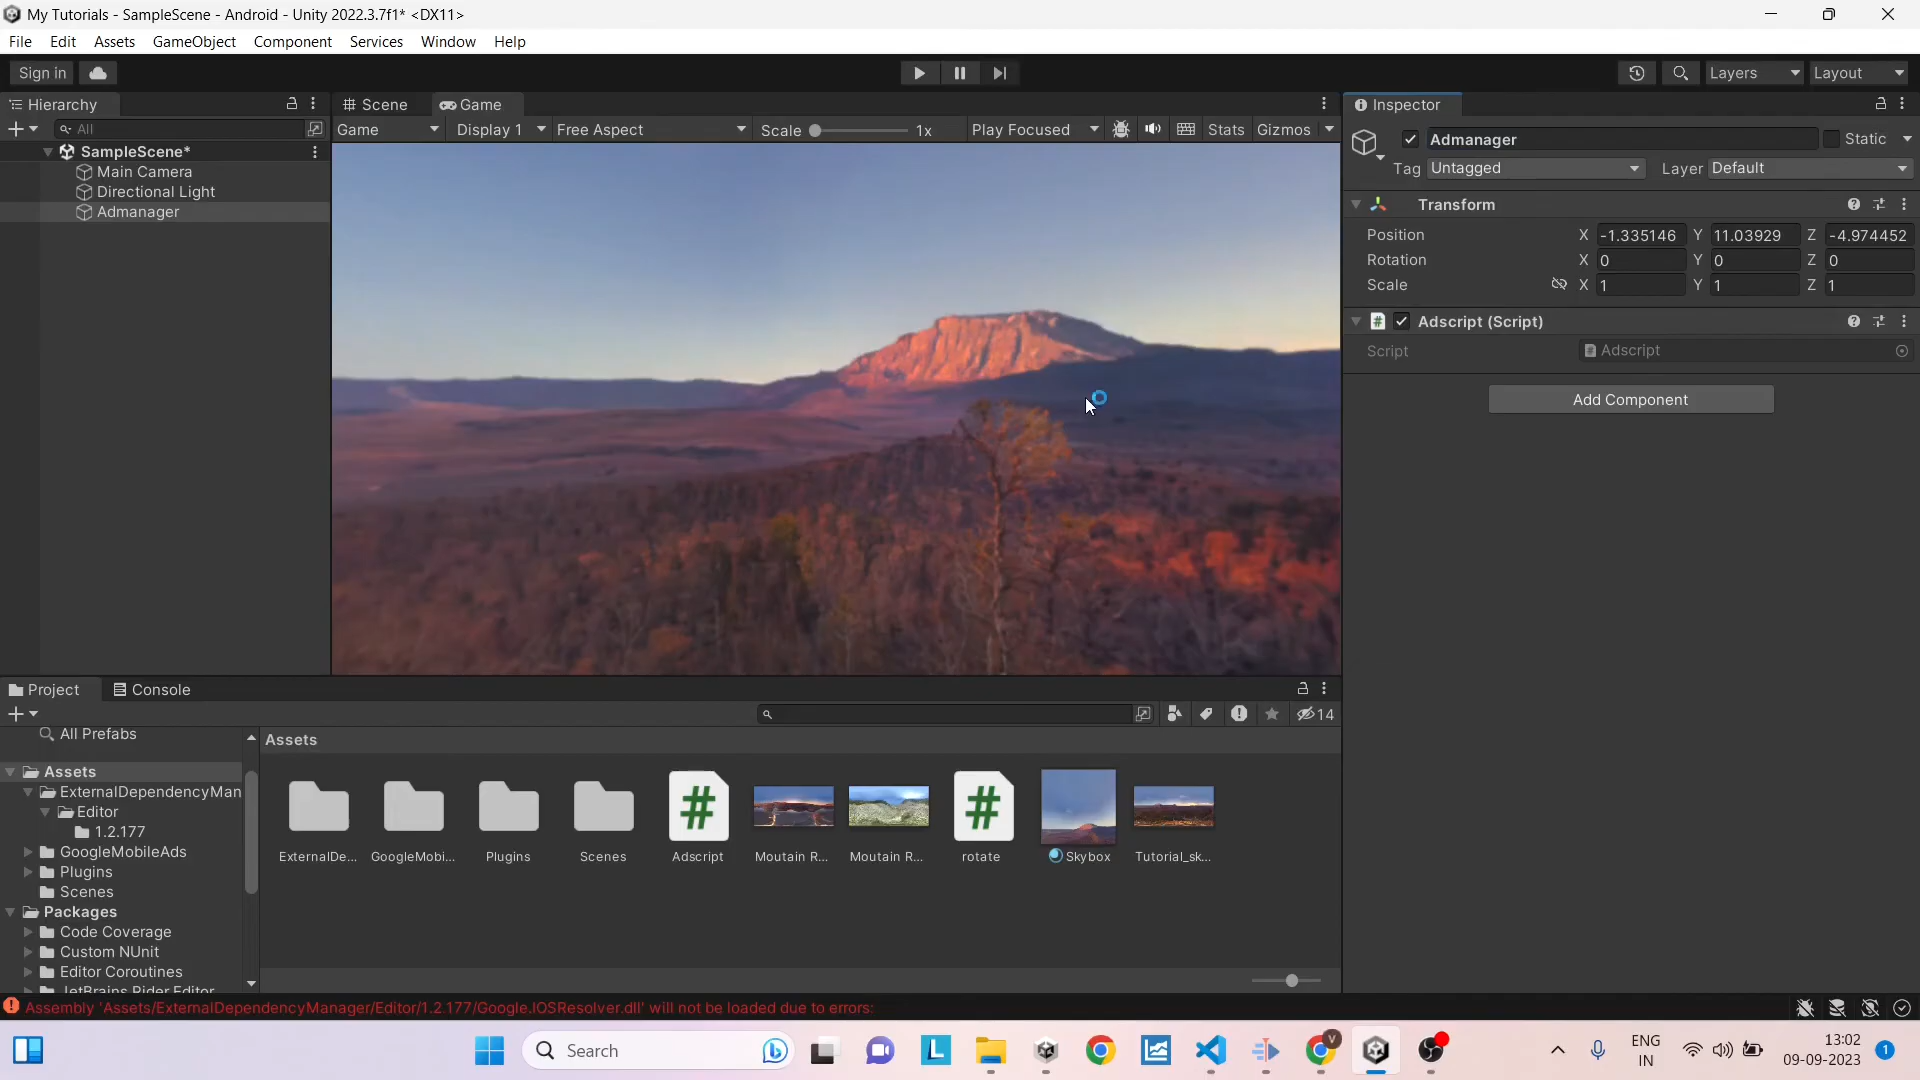 My Tutorials - SampleScene - Android - Unity 2022.3.7f1* <DX11>
File Edit Assets GameObject Component Services Window Help
Sign in Layers Layout
Hierarchy
All
SampleScene*
Main Camera
Directional Light
Admanager
Scene Game
Game Display 1 Free Aspect Scale 1x Play Focused Stats Gizmos
Inspector
Admanager Static
Tag Untagged Layer Default
Transform
Position X -1.335146 Y 11.03929 Z -4.974452
Rotation X 0 Y 0 Z 0
Scale X 1 Y 1 Z 1
# Adscript (Script)
Script Adscript
Add Component
Project Console
14
All Prefabs
Assets
ExternalDependencyMan
Editor
1.2.177
GoogleMobileAds
Plugins
Scenes
Packages
Code Coverage
Custom NUnit
Editor Coroutines
JetBrains Rider Editor
Assets
ExternalDe...
GoogleMobi...
Plugins
Scenes
# Adscript
Moutain R...
Moutain R...
# rotate
Skybox
Tutorial_sk...
Assembly 'Assets/ExternalDependencyManager/Editor/1.2.177/Google.IOSResolver.dll' will not be loaded due to errors:
Search
L
V
ENG
IN
13:02
09-09-2023
1